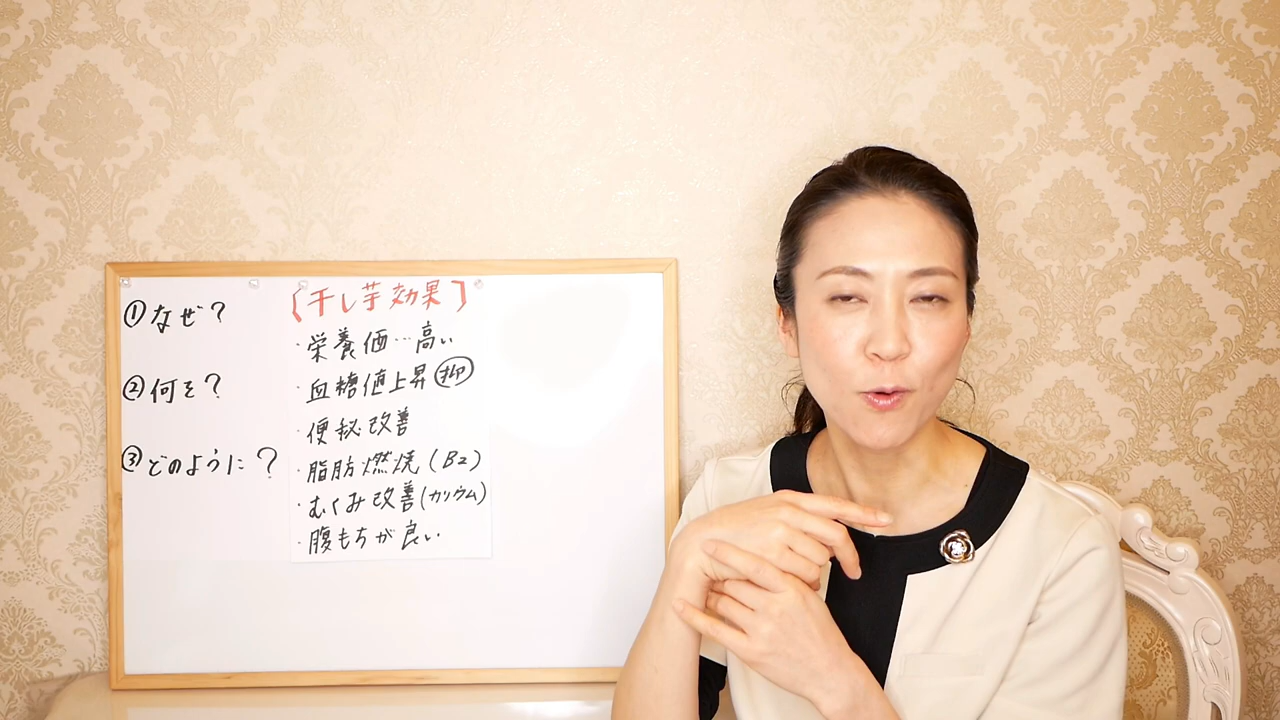 ①なぜ?
②何を?
③どのように?
【干し芋効果】
・栄養価…高い
・血糖値上昇㊥抑
・便秘改善
・脂肪燃焼(B2)
・むくみ改善(カリウム)
・腹もちが良い